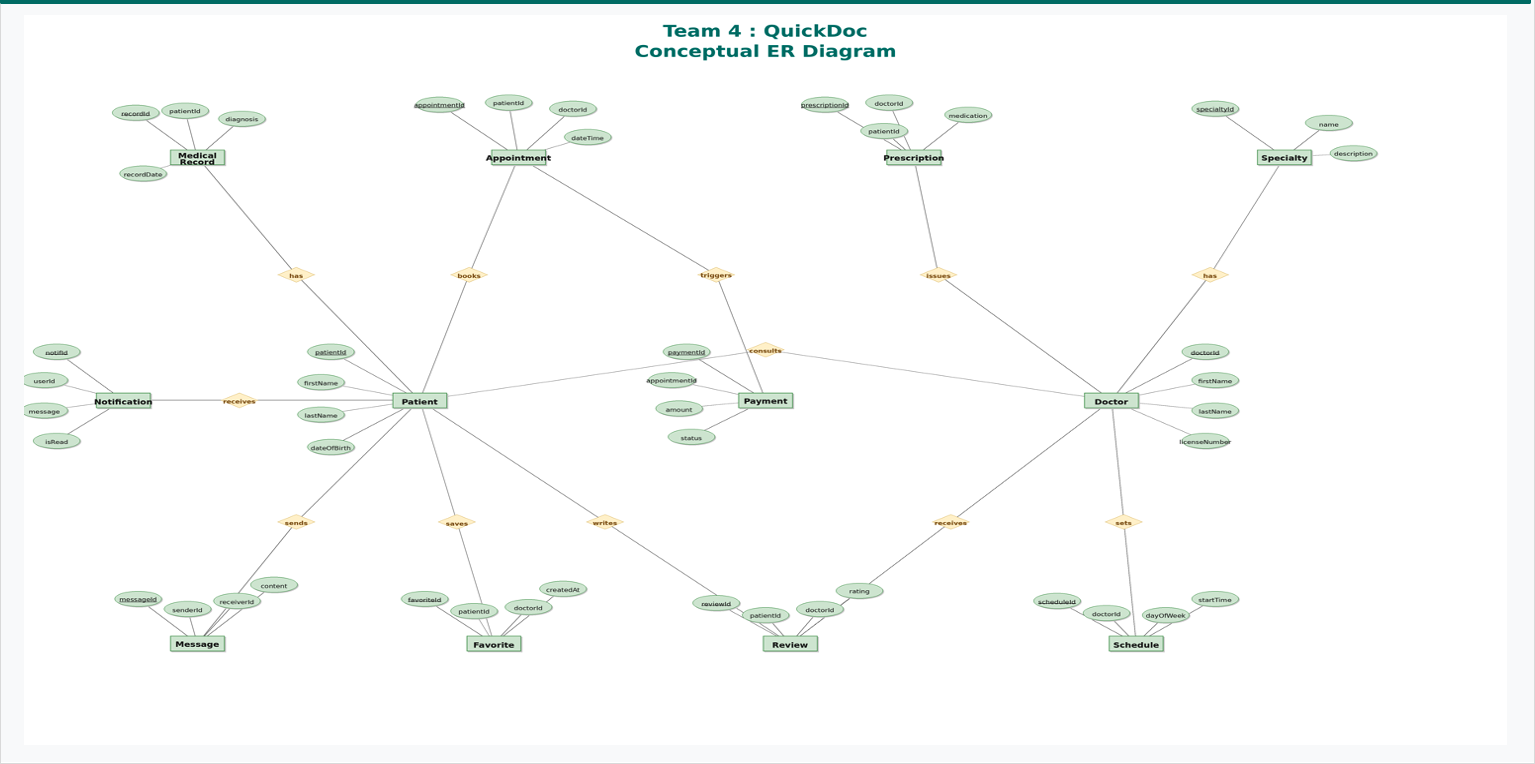 Team 4 : QuickDoc
Conceptual ER Diagram
recordId
patientId
diagnosis
Medical
Record
recordDate
appointmentId
patientId
doctorId
dateTime
Appointment
prescriptionId
doctorId
medication
patientId
Prescription
specialtyId
name
description
Specialty
has
books
triggers
issues
has
consults
notifId
userId
message
isRead
Notification
receives
patientId
firstName
lastName
dateOfBirth
Patient
paymentId
appointmentId
amount
status
Payment
doctorId
firstName
lastName
licenseNumber
Doctor
sends
saves
writes
receives
sets
messageId
senderId
receiverId
content
Message
favoriteId
patientId
doctorId
createdAt
Favorite
reviewId
patientId
doctorId
rating
Review
scheduleId
doctorId
dayOfWeek
startTime
Schedule